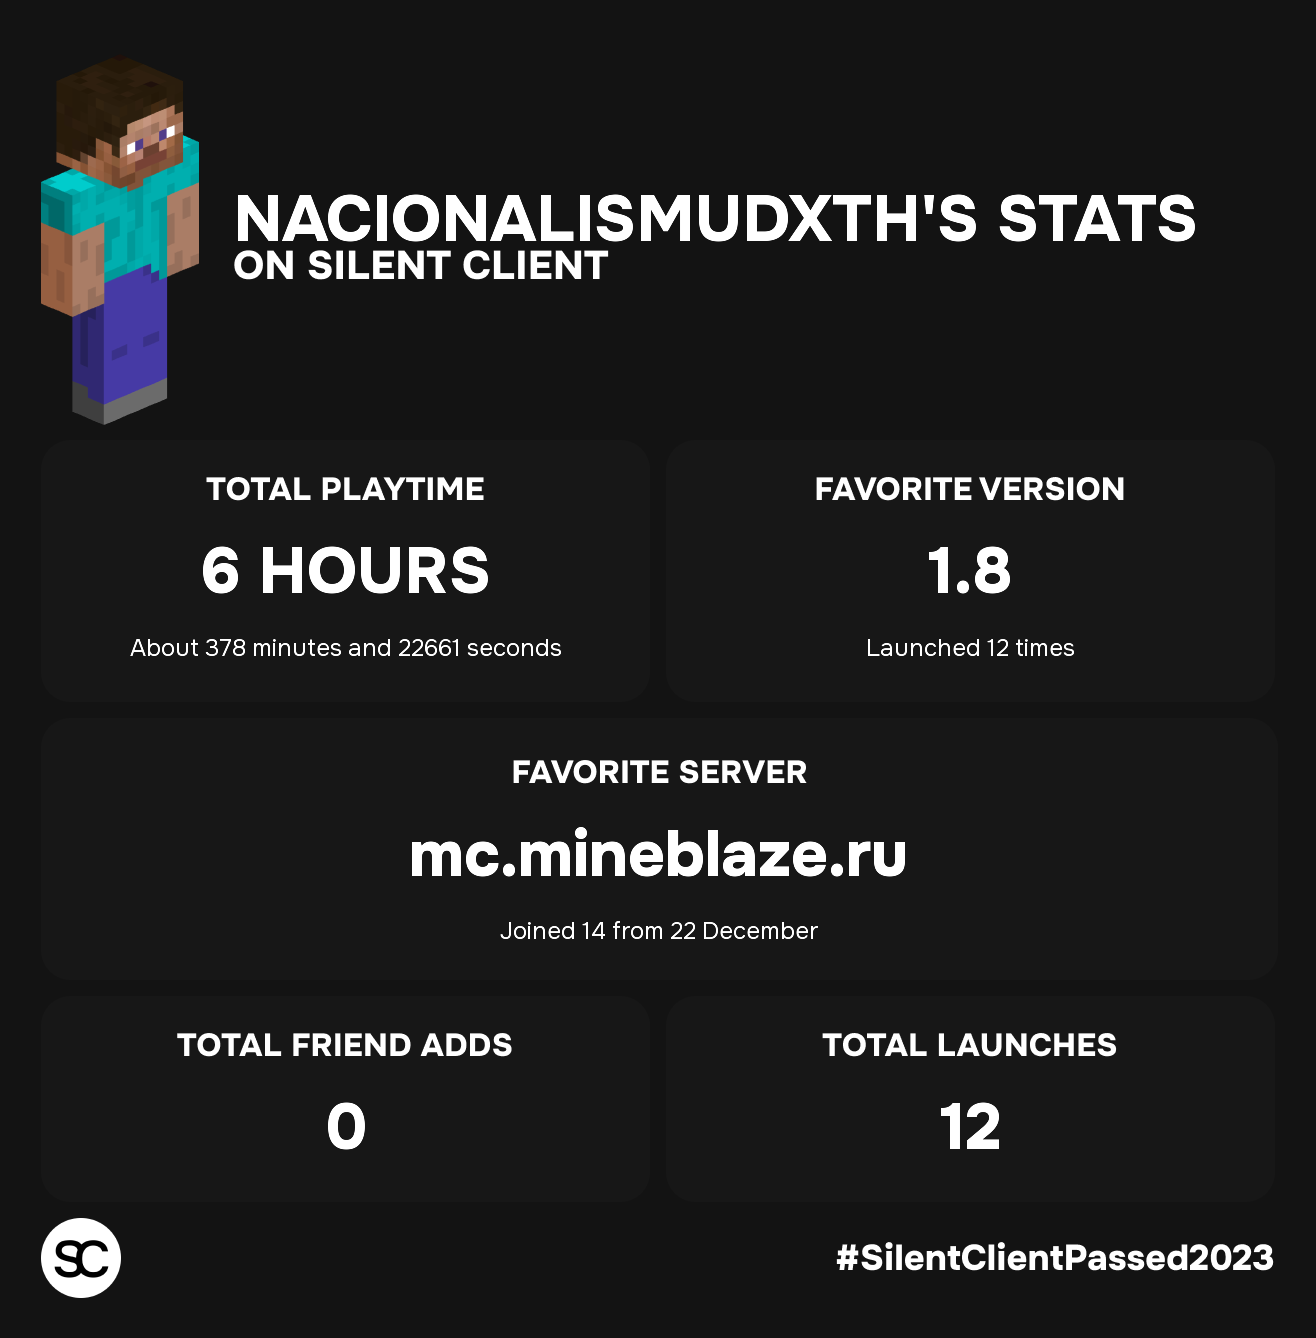 NACIONALISMUDXTH'S STATS
ON SILENT CLIENT
TOTAL PLAYTIME
6 HOURS
About 378 minutes and 22661 seconds
FAVORITE VERSION
1.8
Launched 12 times
FAVORITE SERVER
mc.mineblaze.ru
Joined 14 from 22 December
TOTAL FRIEND ADDS
0
TOTAL LAUNCHES
12
SC
#SilentClientPassed2023